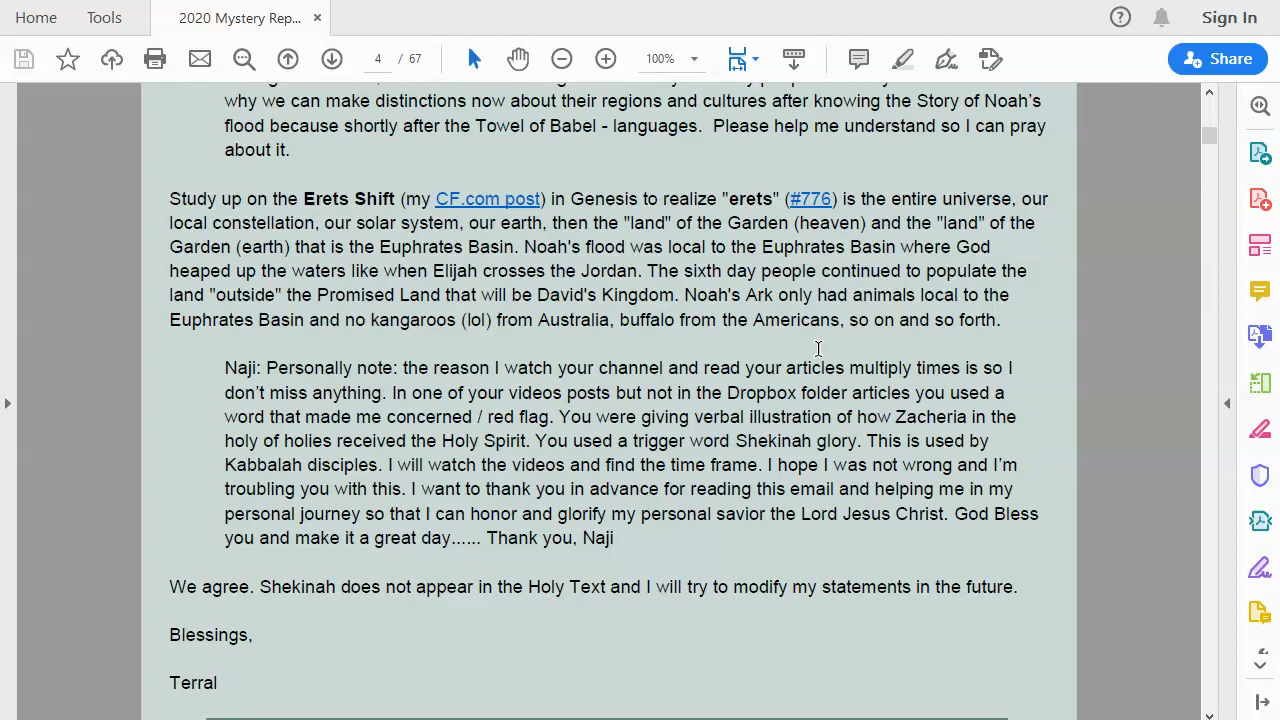 Home Tools 2020 Mystery Rep... × Sign In
4 / 67 100% Share
why we can make distinctions now about their regions and cultures after knowing the Story of Noah's
flood because shortly after the Towel of Babel - languages.  Please help me understand so I can pray
about it.
Study up on the Erets Shift (my CF.com post) in Genesis to realize "erets" (#776) is the entire universe, our
local constellation, our solar system, our earth, then the "land" of the Garden (heaven) and the "land" of the
Garden (earth) that is the Euphrates Basin. Noah's flood was local to the Euphrates Basin where God
heaped up the waters like when Elijah crosses the Jordan. The sixth day people continued to populate the
land "outside" the Promised Land that will be David's Kingdom. Noah's Ark only had animals local to the
Euphrates Basin and no kangaroos (lol) from Australia, buffalo from the Americans, so on and so forth.
Naji: Personally note: the reason I watch your channel and read your articles multiply times is so I
don't miss anything. In one of your videos posts but not in the Dropbox folder articles you used a
word that made me concerned / red flag. You were giving verbal illustration of how Zacheria in the
holy of holies received the Holy Spirit. You used a trigger word Shekinah glory. This is used by
Kabbalah disciples. I will watch the videos and find the time frame. I hope I was not wrong and I'm
troubling you with this. I want to thank you in advance for reading this email and helping me in my
personal journey so that I can honor and glorify my personal savior the Lord Jesus Christ. God Bless
you and make it a great day...... Thank you, Naji
We agree. Shekinah does not appear in the Holy Text and I will try to modify my statements in the future.
Blessings,
Terral